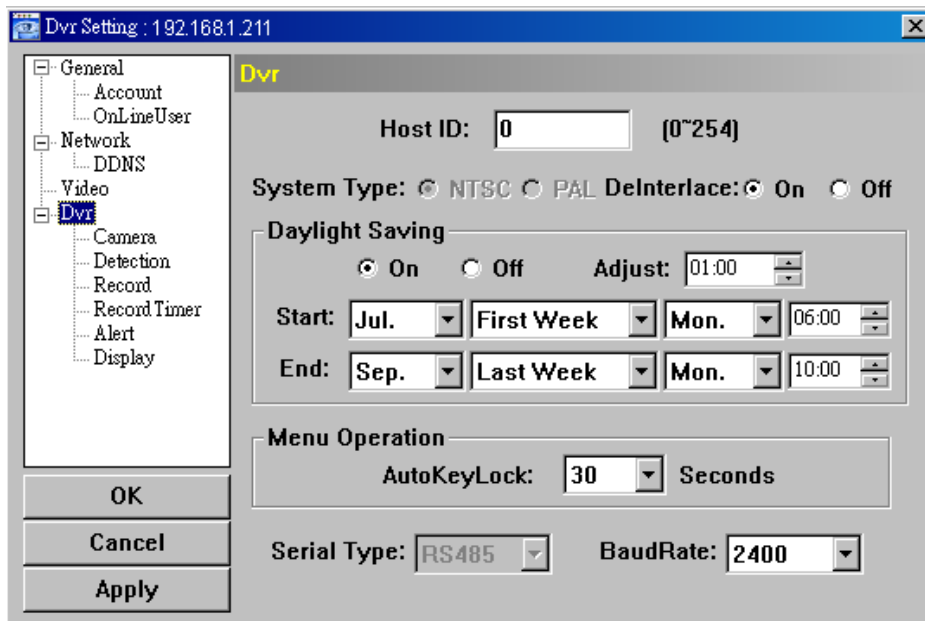 Dvr Setting : 192.168.1.211
General
Account
OnLineUser
Network
DDNS
Video
Dvr
Camera
Detection
Record
Record Timer
Alert
Display
OK
Cancel
Apply
Dvr
Host ID: 0 (0~254)
System Type: NTSC PAL DeInterlace: On Off
Daylight Saving
On Off Adjust: 01:00
Start: Jul. First Week Mon. 06:00
End: Sep. Last Week Mon. 10:00
Menu Operation
AutoKeyLock: 30 Seconds
Serial Type: RS485 BaudRate: 2400